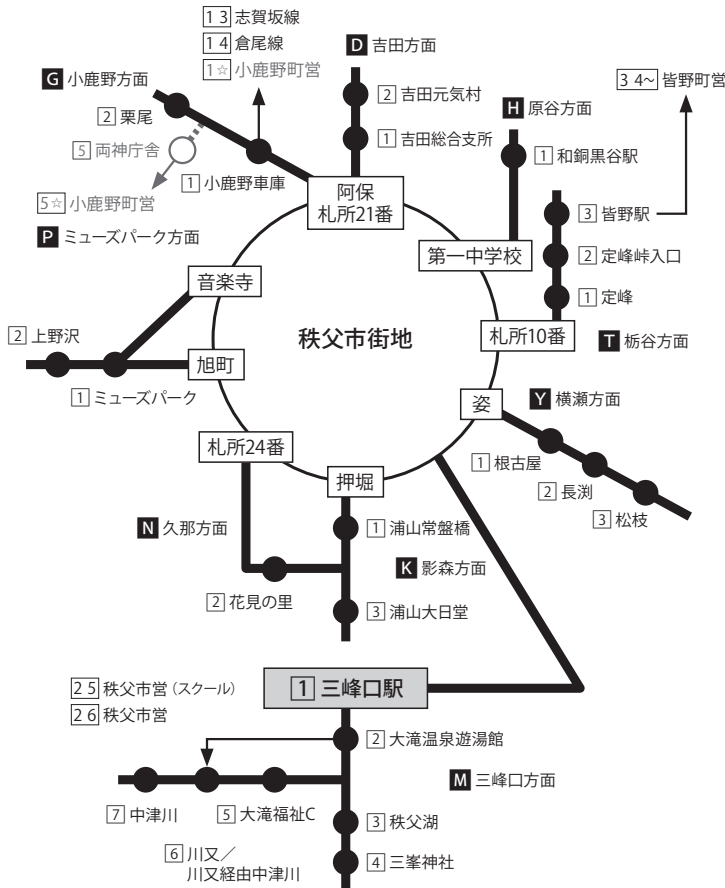 13 志賀坂線
14 倉尾線
1☆ 小鹿野町営
D 吉田方面
34~ 皆野町営
G 小鹿野方面
2 吉田元気村
H 原谷方面
2 栗尾
1 吉田総合支所
5 両神庁舎
1 和銅黒谷駅
1 小鹿野車庫
5☆ 小鹿野町営
阿保
札所21番
3 皆野駅
P ミューズパーク方面
第一中学校
2 定峰峠入口
音楽寺
1 定峰
2 上野沢
秩父市街地
札所10番
T 栃谷方面
旭町
1 ミューズパーク
姿
Y 横瀬方面
札所24番
1 根古屋
押堀
2 長渕
N 久那方面
1 浦山常盤橋
3 松枝
K 影森方面
2 花見の里
3 浦山大日堂
25 秩父市営（スクール）
1 三峰口駅
26 秩父市営
2 大滝温泉遊湯館
M 三峰口方面
7 中津川
5 大滝福祉C
3 秩父湖
6 川又／
川又経由中津川
4 三峯神社